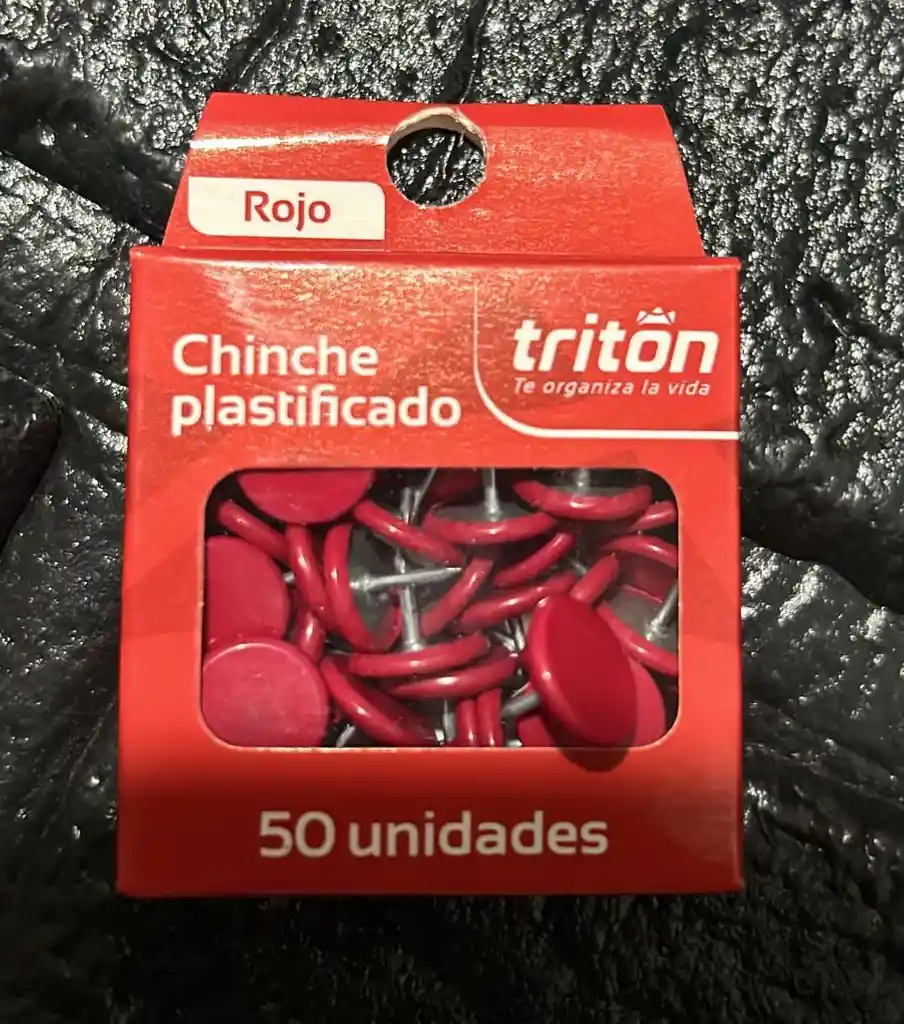 Rojo
Chinche
plastificado
triton
Te organiza la vida
50 unidades